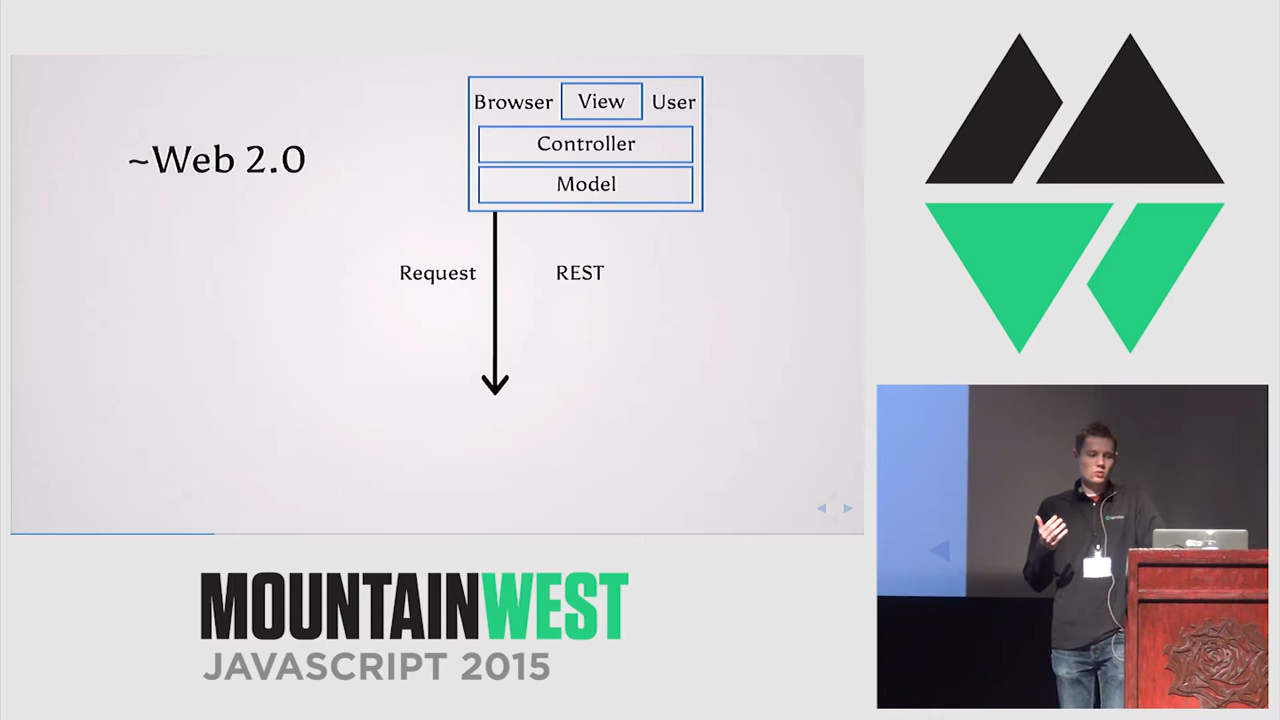 ~Web 2.0
Browser View User
Controller
Model
Request REST
MOUNTAINWEST
JAVASCRIPT 2015